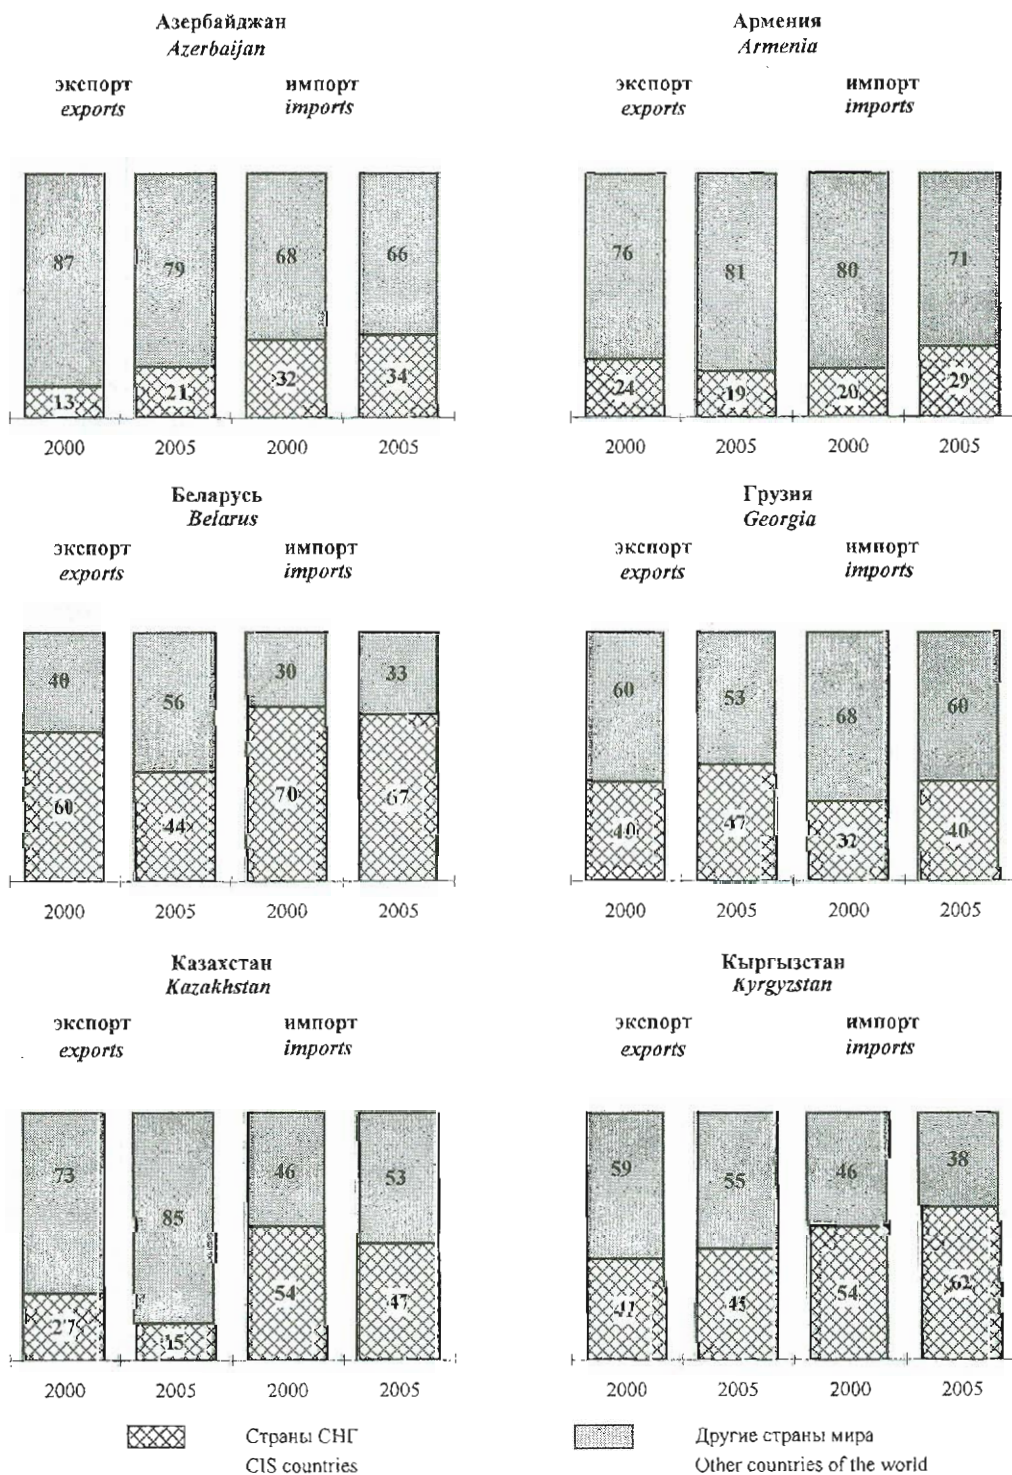 Азербайджан
Azerbaijan
экспорт
exports
импорт
imports
87
79
68
66
13
21
32
34
2000
2005
2000
2005
Армения
Armenia
экспорт
exports
импорт
imports
76
81
80
71
24
19
20
29
2000
2005
2000
2005
Беларусь
Belarus
экспорт
exports
импорт
imports
40
56
30
33
60
44
70
67
2000
2005
2000
2005
Грузия
Georgia
экспорт
exports
импорт
imports
60
53
68
60
40
47
32
40
2000
2005
2000
2005
Казахстан
Kazakhstan
экспорт
exports
импорт
imports
73
85
46
53
27
15
54
47
2000
2005
2000
2005
Кыргызстан
Kyrgyzstan
экспорт
exports
импорт
imports
59
55
46
38
41
45
54
62
2000
2005
2000
2005
Страны СНГ
CIS countries
Другие страны мира
Other countries of the world